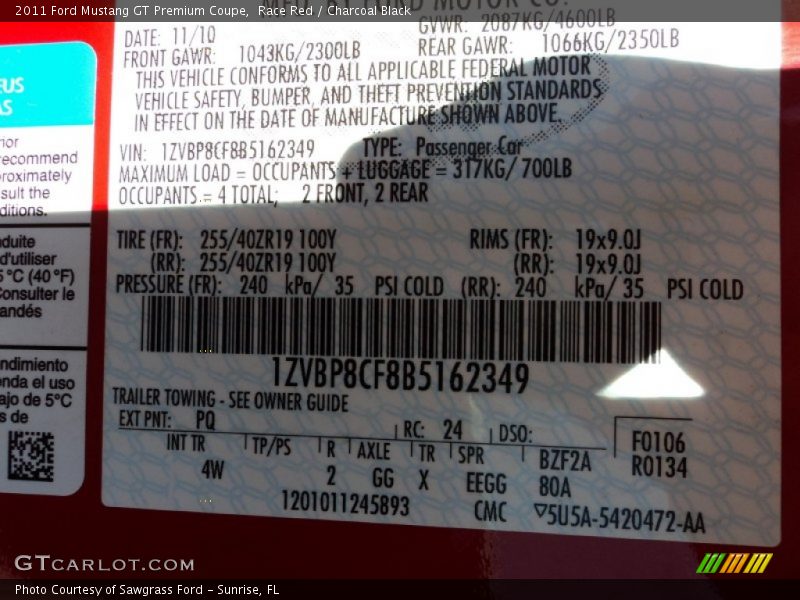 2011 Ford Mustang GT Premium Coupe, Race Red / Charcoal Black
DATE: 11/10
GVWR: 2087KG/4600LB
FRONT GAWR: 1043KG/2300LB
REAR GAWR: 1066KG/2350LB
THIS VEHICLE CONFORMS TO ALL APPLICABLE FEDERAL MOTOR
VEHICLE SAFETY, BUMPER, AND THEFT PREVENTION STANDARDS
IN EFFECT ON THE DATE OF MANUFACTURE SHOWN ABOVE.
VIN: 1ZVBP8CF8B5162349
TYPE: Passenger Car
MAXIMUM LOAD = OCCUPANTS + LUGGAGE = 317KG/ 700LB
OCCUPANTS = 4 TOTAL; 2 FRONT, 2 REAR
TIRE (FR): 255/40ZR19 100Y
RIMS (FR): 19x9.0J
(RR): 255/40ZR19 100Y
(RR): 19x9.0J
PRESSURE (FR): 240 kPa/ 35 PSI COLD (RR): 240 kPa/ 35 PSI COLD
1ZVBP8CF8B5162349
TRAILER TOWING - SEE OWNER GUIDE
EXT PNT: PQ
RC: 24 DSO:
F0106
R0134
INT TR TP/PS R AXLE TR SPR BZF2A
4W 2 GG X EEGG 80A
1201011245893 CMC ▽5U5A-5420472-AA
recommend
sult the
ditions.
d'utiliser
5 °C (40 °F)
Consulter le
andés
ndimiento
enda el uso
ajo de 5°C
s de
GTCARLOT.COM
Photo Courtesy of Sawgrass Ford - Sunrise, FL